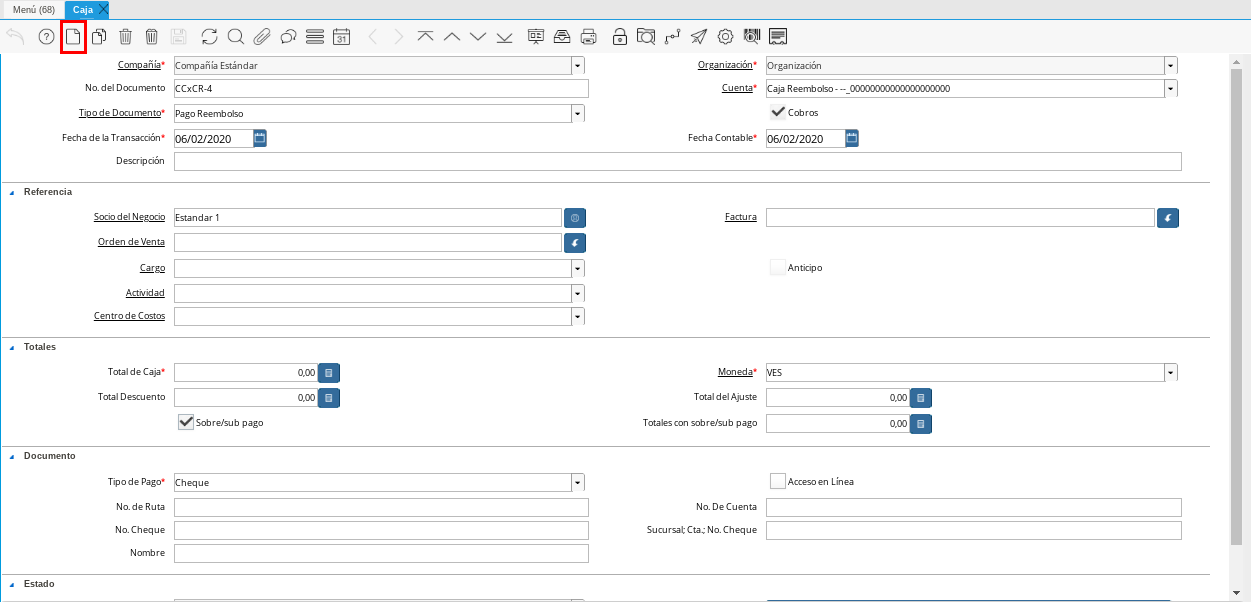 Menú (68) Caja
31
Compañía* Compañía Estándar Organización* Organización
No. del Documento CCxCR-4 Cuenta* Caja Reembolso - --_00000000000000000000
Tipo de Documento* Pago Reembolso Cobros
Fecha de la Transacción* 06/02/2020 Fecha Contable* 06/02/2020
Descripción
Referencia
Socio del Negocio Estandar 1 Factura
Orden de Venta
Cargo Anticipo
Actividad
Centro de Costos
Totales
Total de Caja* 0,00 Moneda* VES
Total Descuento 0,00 Total del Ajuste 0,00
Sobre/sub pago Totales con sobre/sub pago 0,00
Documento
Tipo de Pago* Cheque Acceso en Línea
No. de Ruta No. De Cuenta
No. Cheque Sucursal; Cta.; No. Cheque
Nombre
Estado